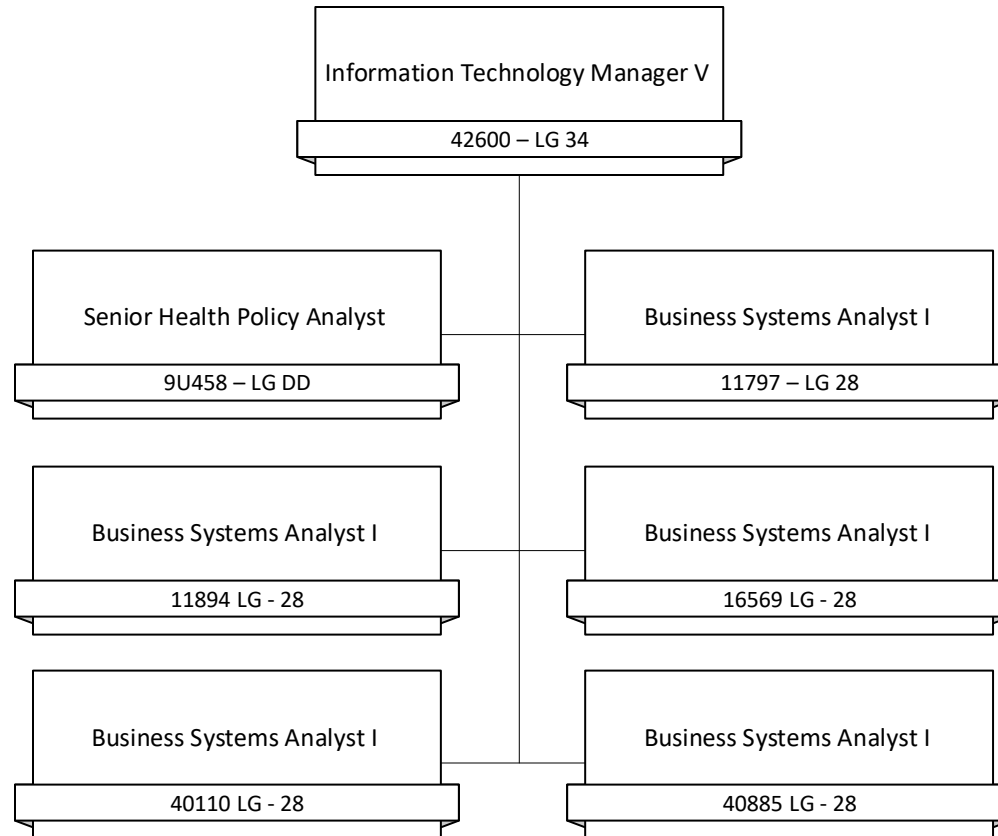 Information Technology Manager V
42600 – LG 34
Senior Health Policy Analyst
9U458 – LG DD
Business Systems Analyst I
11797 – LG 28
Business Systems Analyst I
11894 LG - 28
Business Systems Analyst I
16569 LG - 28
Business Systems Analyst I
40110 LG - 28
Business Systems Analyst I
40885 LG - 28